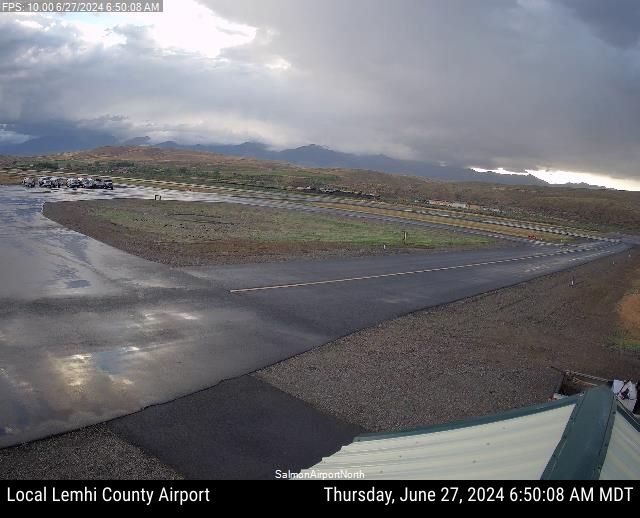 FPS: 10.00 6/27/2024 6:50:08 AM
SalmonAirportNorth
Local Lemhi County Airport Thursday, June 27, 2024 6:50:08 AM MDT